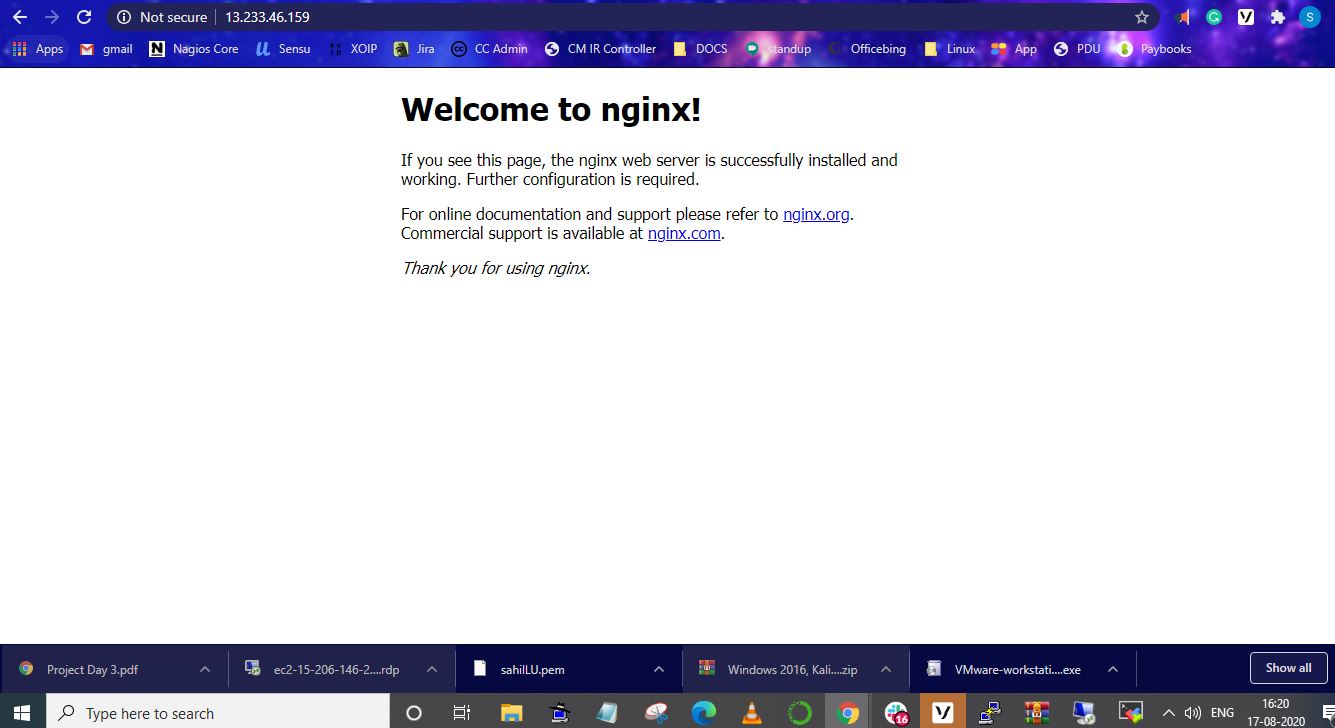 Not secure 13.233.46.159
S
Apps gmail Nagios Core Sensu XOIP Jira CC Admin CM IR Controller DOCS standup Officebing Linux App PDU Paybooks
Welcome to nginx!
If you see this page, the nginx web server is successfully installed and
working. Further configuration is required.
For online documentation and support please refer to nginx.org.
Commercial support is available at nginx.com.
Thank you for using nginx.
Project Day 3.pdf ec2-15-206-146-2....rdp sahilLU.pem Windows 2016, Kali....zip VMware-workstati....exe Show all
Type here to search 16 ENG 16:20
17-08-2020